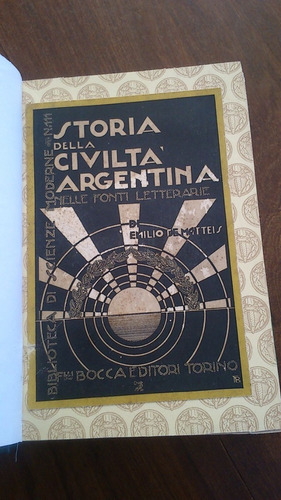 STORIA
DELLA
CIVILTA'
ARGENTINA
NELLE FONTI LETTERARIE
DI
EMILIO DE MATTEIS
BIBLIOTECA DI SCIENZE MODERNE - N.111
F.LLI BOCCA EDITORI TORINO